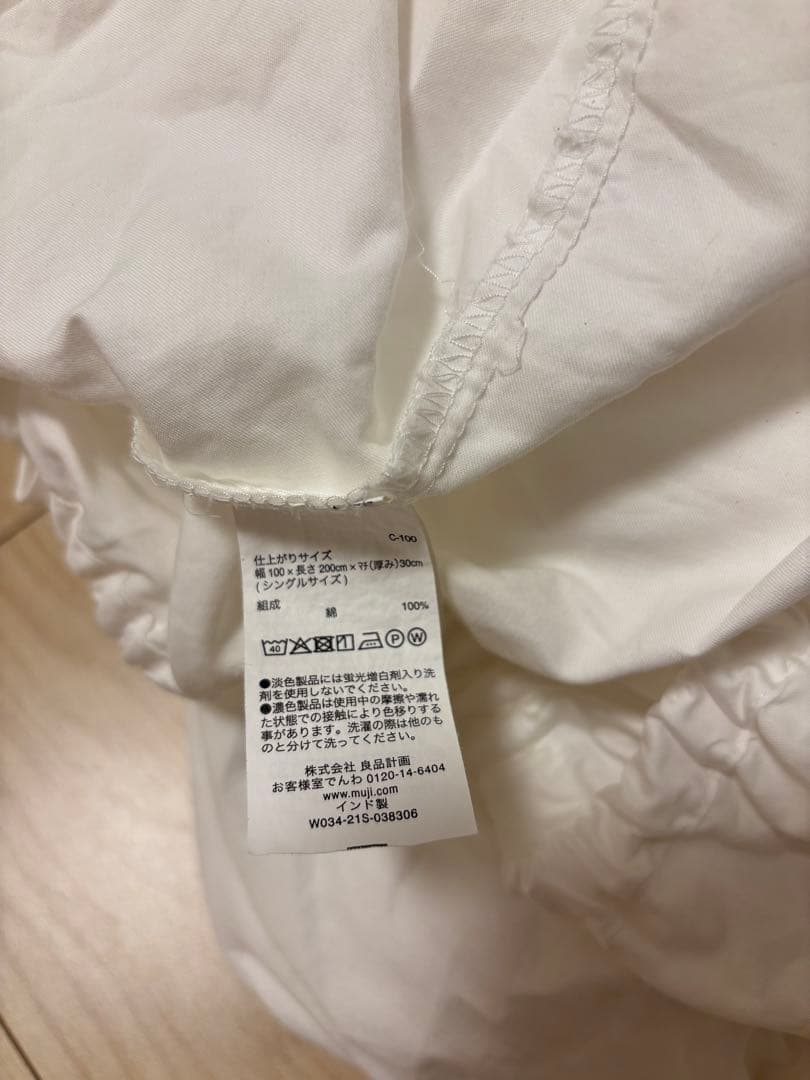 C-100
仕上がりサイズ
幅100×長さ200cm×マチ(厚み)30cm
(シングルサイズ)
組成 綿 100%
40 P W
●淡色製品には蛍光増白剤入り洗
剤を使用しないでください。
●濃色製品は使用中の摩擦や濡れ
た状態での接触により色移りする
事があります。洗濯の際は他のも
のと分けて洗ってください。
株式会社 良品計画
お客様室でんわ 0120-14-6404
www.muji.com
インド製
W034-21S-038306